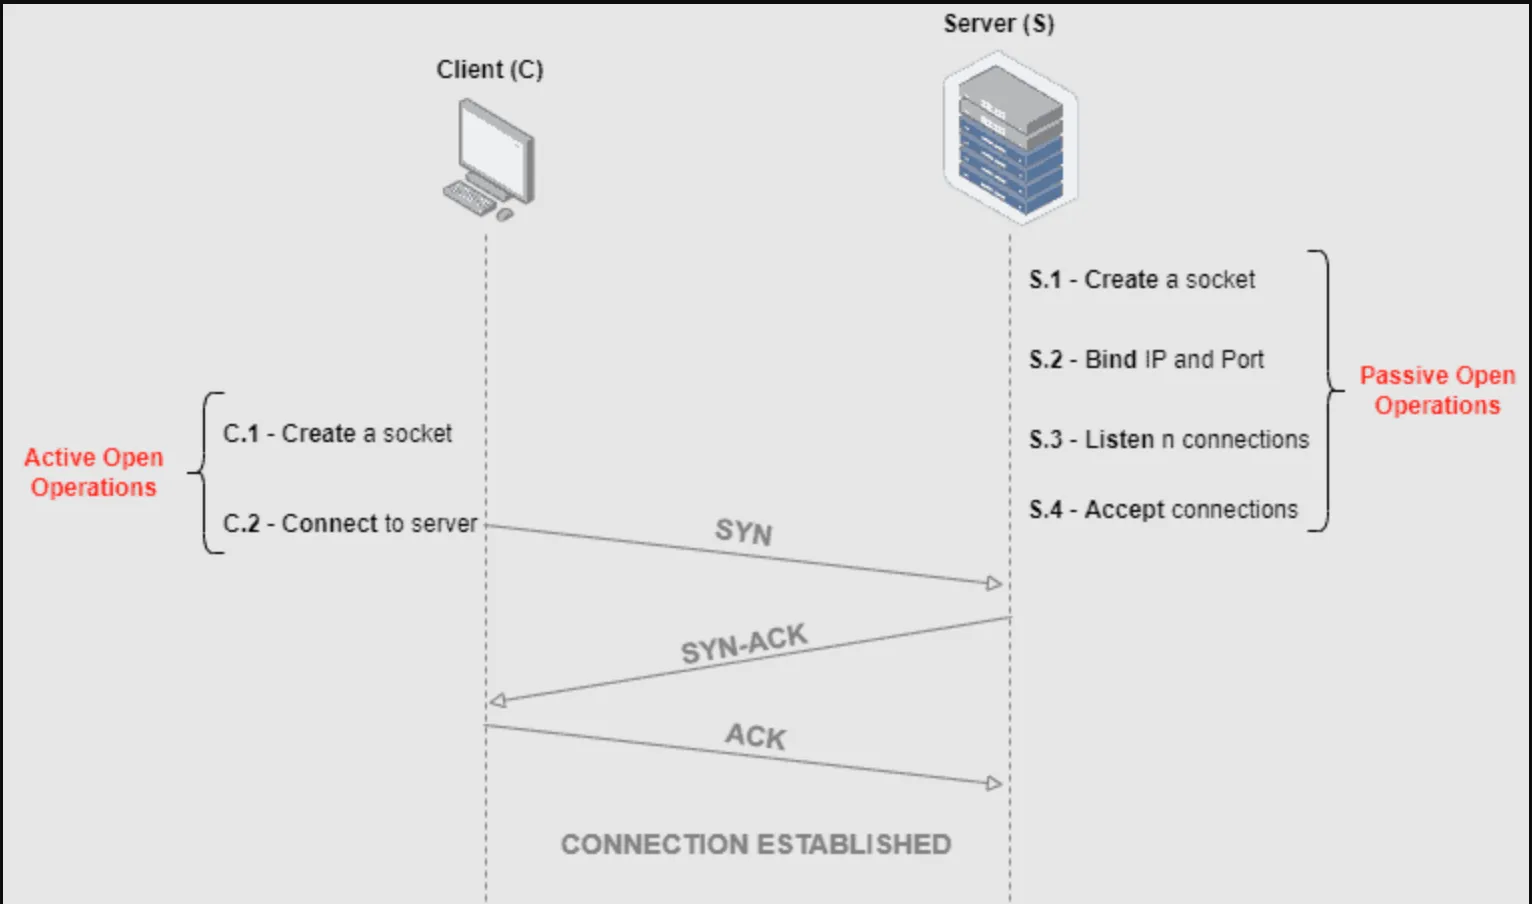 Server (S)
Client (C)
S.1 - Create a socket
S.2 - Bind IP and Port
Passive Open
Operations
C.1 - Create a socket
S.3 - Listen n connections
Active Open
Operations
C.2 - Connect to server
S.4 - Accept connections
SYN
SYN-ACK
ACK
CONNECTION ESTABLISHED